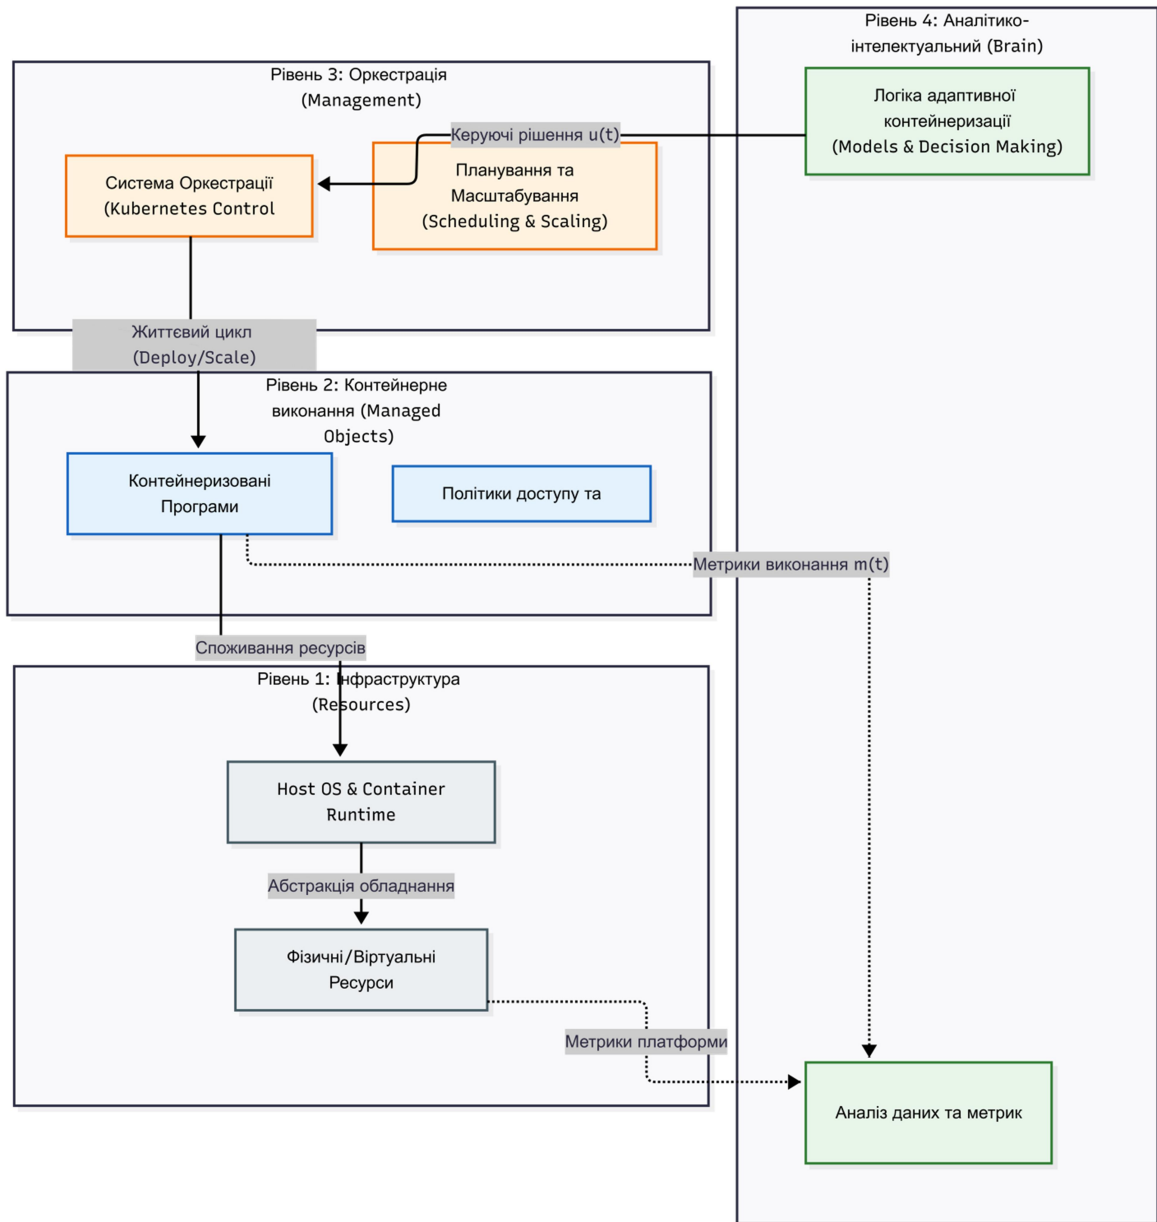 Рівень 4: Аналітико-
інтелектуальний (Brain)
Логіка адаптивної
контейнеризації
(Models & Decision Making)
Рівень 3: Оркестрація
(Management)
Керуючі рішення u(t)
Система Оркестрації
(Kubernetes Control
Планування та
Масштабування
(Scheduling & Scaling)
Життєвий цикл
(Deploy/Scale)
Рівень 2: Контейнерне
виконання (Managed
Objects)
Контейнеризовані
Програми
Політики доступу та
Метрики виконання m(t)
Споживання ресурсів
Рівень 1: Інфраструктура
(Resources)
Host OS & Container
Runtime
Абстракція обладнання
Фізичні/Віртуальні
Ресурси
Метрики платформи
Аналіз даних та метрик